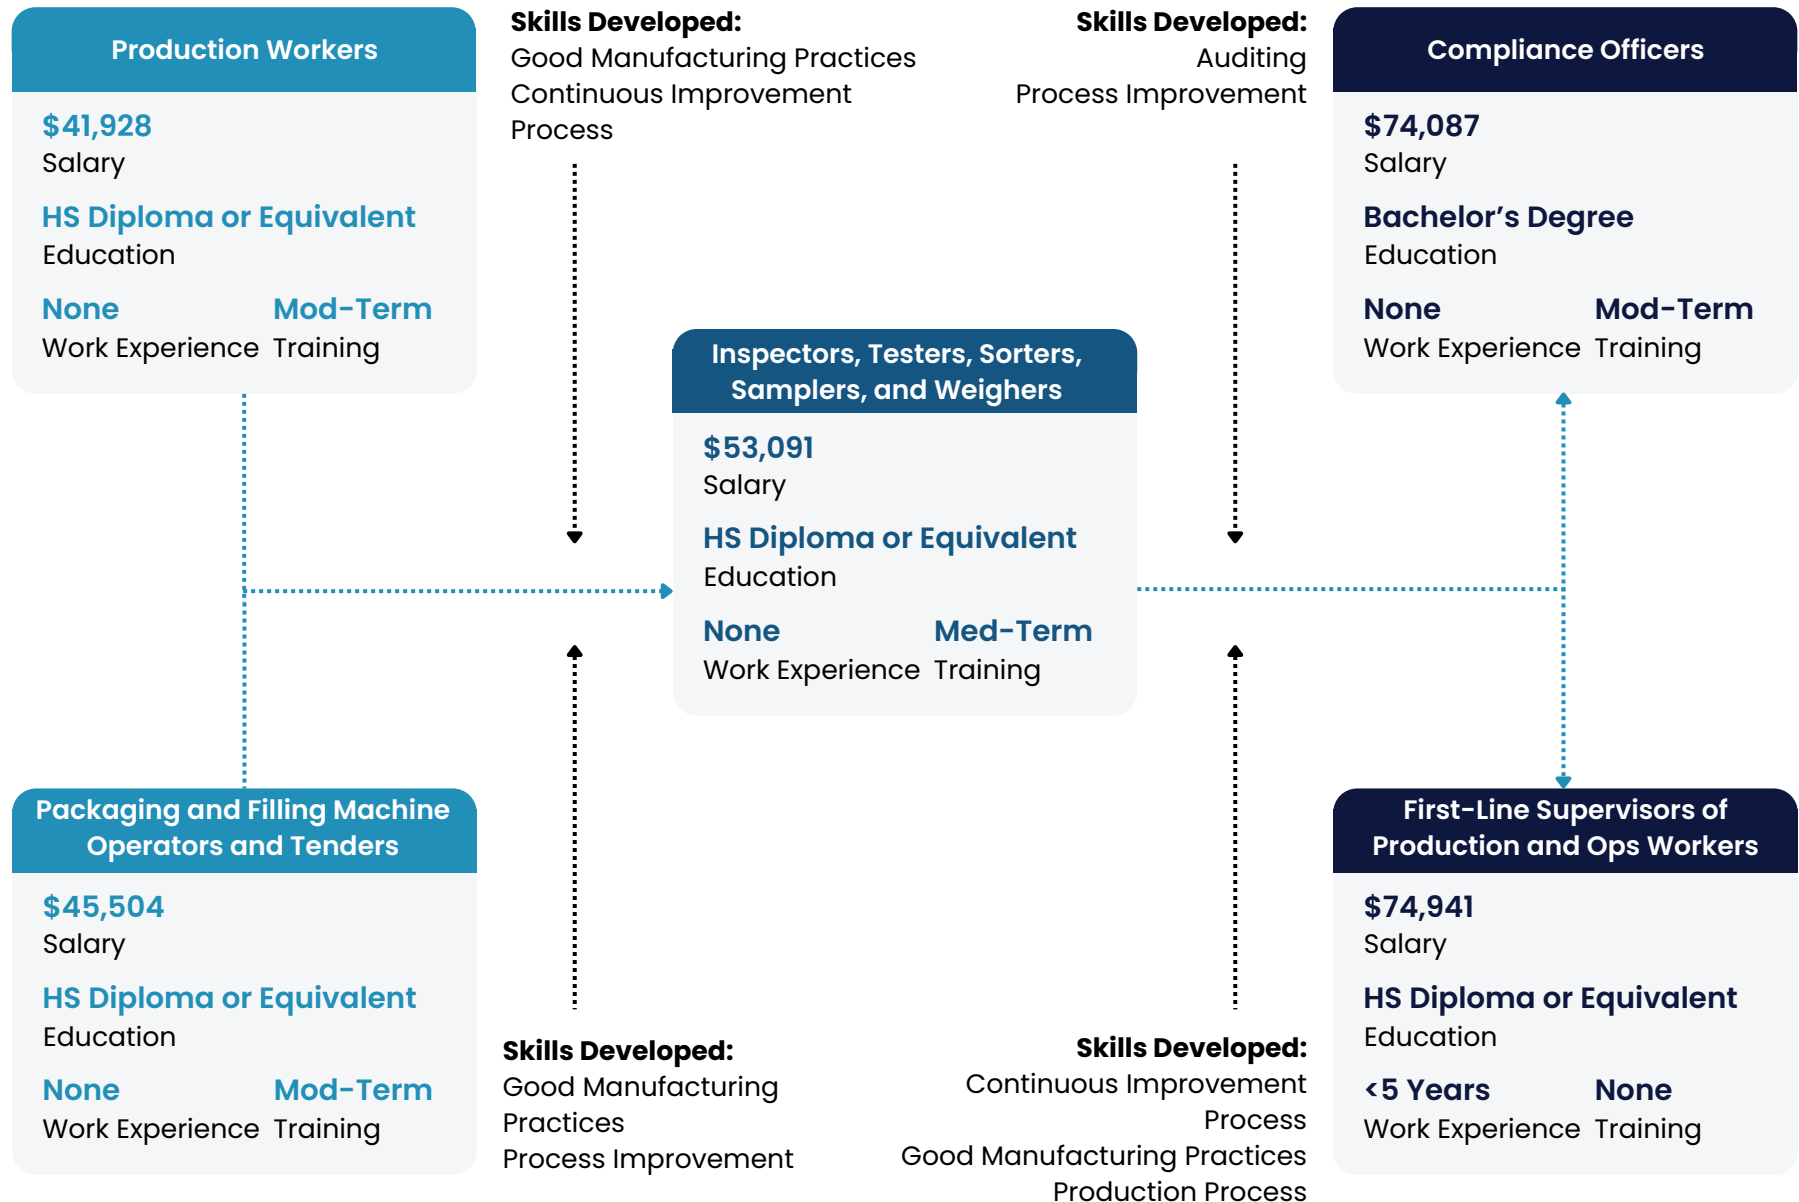 Production Workers
$41,928
Salary
HS Diploma or Equivalent
Education
None
Work Experience
Mod-Term
Training
Skills Developed:
Good Manufacturing Practices
Continuous Improvement
Process
Skills Developed:
Auditing
Process Improvement
Compliance Officers
$74,087
Salary
Bachelor’s Degree
Education
None
Work Experience
Mod-Term
Training
Inspectors, Testers, Sorters,
Samplers, and Weighers
$53,091
Salary
HS Diploma or Equivalent
Education
None
Work Experience
Med-Term
Training
Packaging and Filling Machine
Operators and Tenders
$45,504
Salary
HS Diploma or Equivalent
Education
None
Work Experience
Mod-Term
Training
Skills Developed:
Good Manufacturing
Practices
Process Improvement
Skills Developed:
Continuous Improvement
Process
Good Manufacturing Practices
Production Process
First-Line Supervisors of
Production and Ops Workers
$74,941
Salary
HS Diploma or Equivalent
Education
<5 Years
Work Experience
None
Training